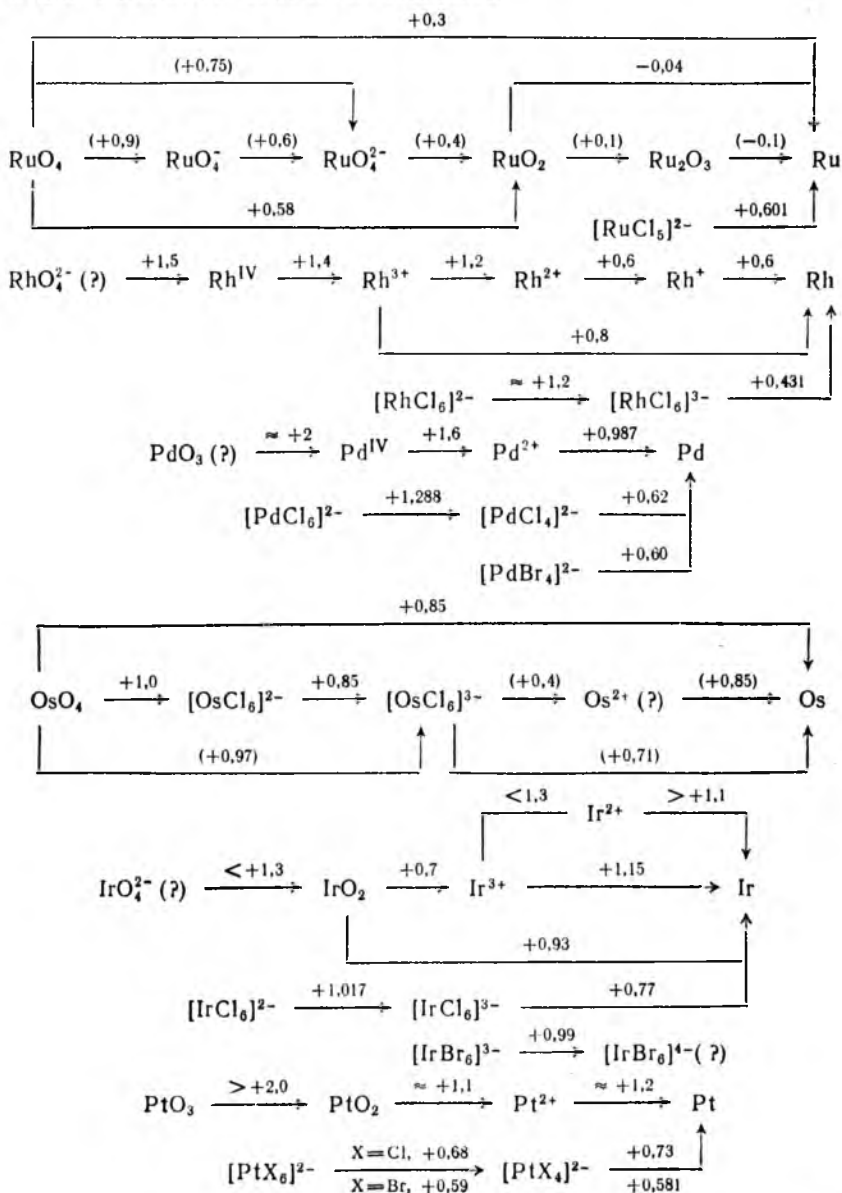 +0,3
(+0,75) −0,04
RuO₄ (+0,9) → RuO₄⁻ (+0,6) → RuO₄²⁻ (+0,4) → RuO₂ (+0,1) → Ru₂O₃ (−0,1) → Ru
+0,58
[RuCl₅]²⁻ +0,601
RhO₄²⁻ (?) +1,5 → Rhᴵⱽ +1,4 → Rh³⁺ +1,2 → Rh²⁺ +0,6 → Rh⁺ +0,6 → Rh
+0,8
[RhCl₆]²⁻ ≈ +1,2 → [RhCl₆]³⁻ +0,431
PdO₃ (?) ≈ +2 → Pdᴵⱽ +1,6 → Pd²⁺ +0,987 → Pd
[PdCl₆]²⁻ +1,288 → [PdCl₄]²⁻ +0,62
[PdBr₄]²⁻ +0,60
+0,85
OsO₄ +1,0 → [OsCl₆]²⁻ +0,85 → [OsCl₆]³⁻ (+0,4) → Os²⁺ (?) (+0,85) → Os
(+0,97) (+0,71)
<1,3 Ir²⁺ >+1,1
IrO₄²⁻ (?) <+1,3 → IrO₂ +0,7 → Ir³⁺ +1,15 → Ir
+0,93
[IrCl₆]²⁻ +1,017 → [IrCl₆]³⁻ +0,77
[IrBr₆]³⁻ +0,99 → [IrBr₆]⁴⁻ (?)
PtO₃ >+2,0 → PtO₂ ≈ +1,1 → Pt²⁺ ≈ +1,2 → Pt
[PtX₆]²⁻ X=Cl, +0,68 → [PtX₄]²⁻ +0,73
X=Br, +0,59 +0,581